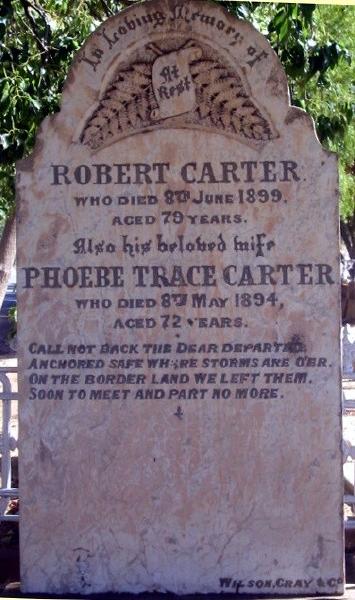 In Loving Memory of
At
Rest
ROBERT CARTER.
WHO DIED 8TH JUNE 1899.
AGED 79 YEARS.
Also his beloved wife
PHOEBE TRACE CARTER
WHO DIED 8TH MAY 1894,
AGED 72 YEARS.
CALL NOT BACK THE DEAR DEPARTED,
ANCHORED SAFE WHERE STORMS ARE O'ER.
ON THE BORDER LAND WE LEFT THEM.
SOON TO MEET AND PART NO MORE.
WILSON, GRAY & CO